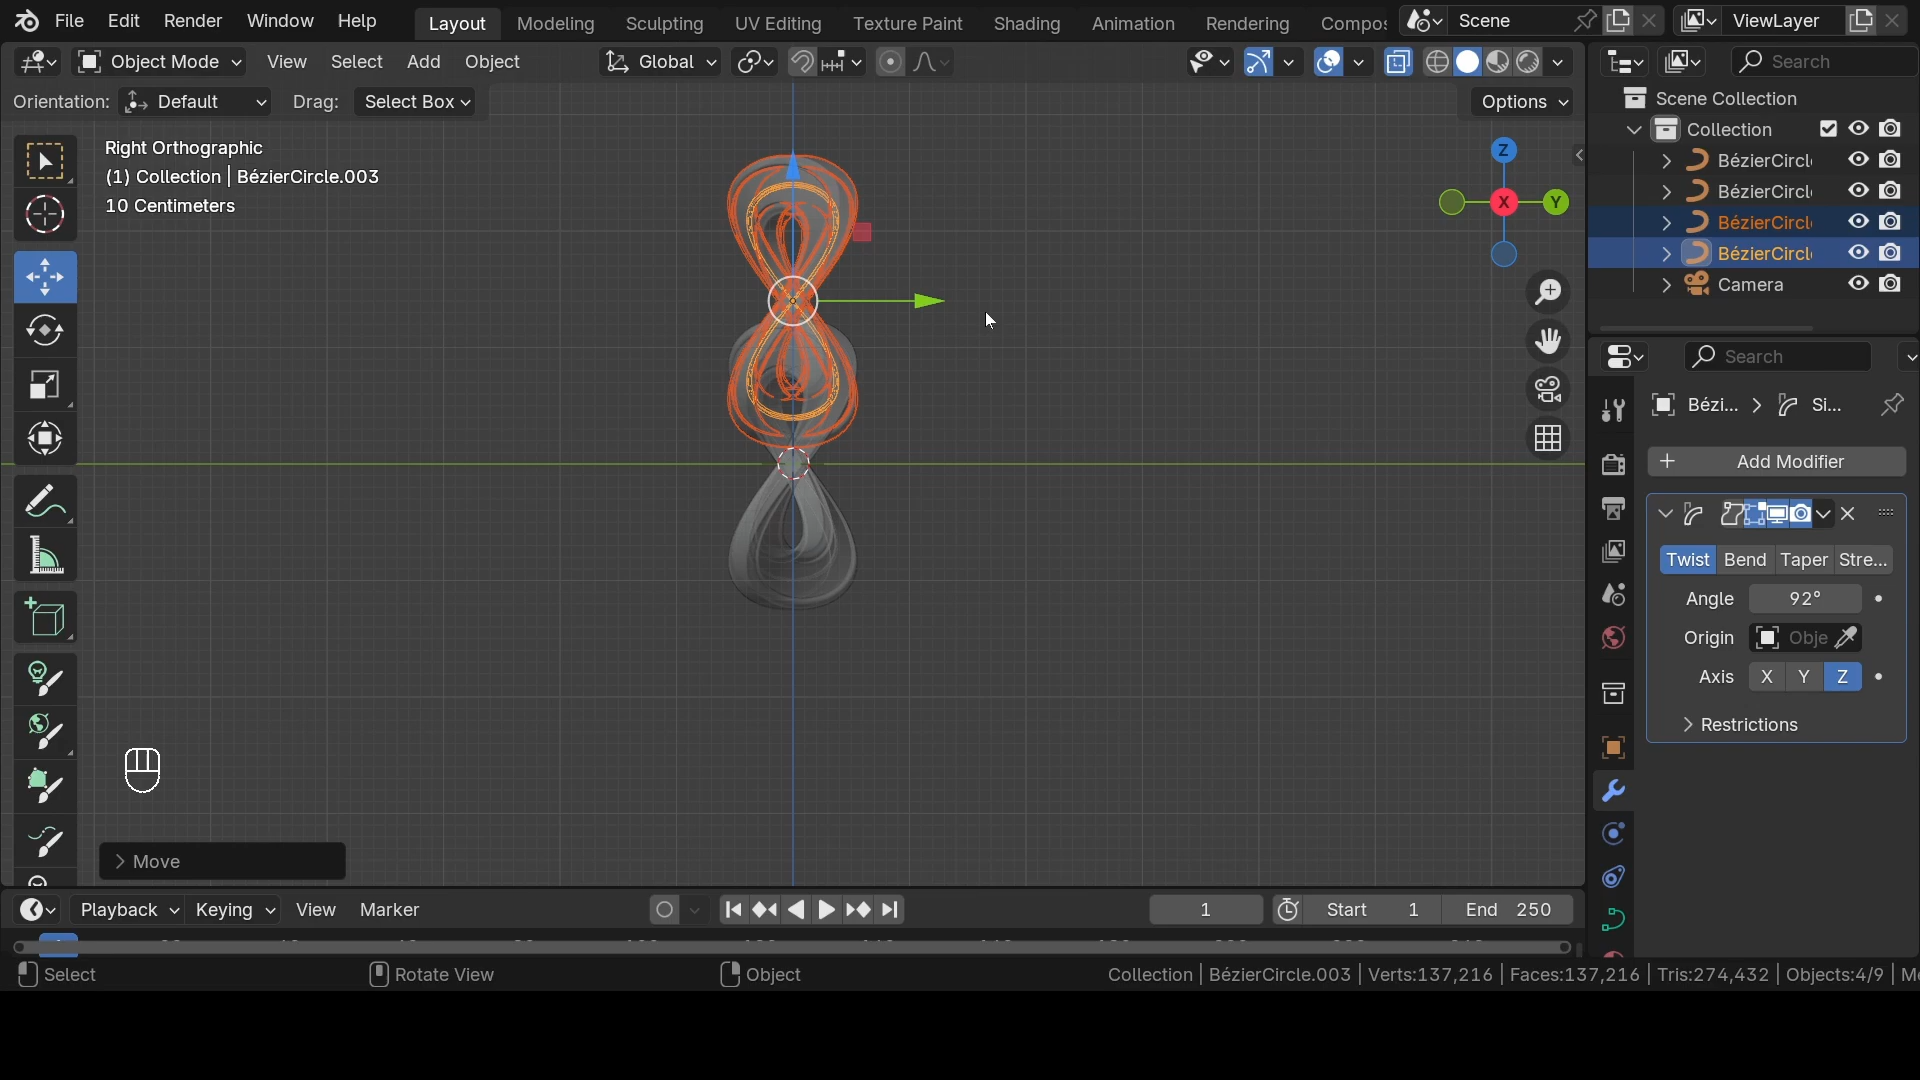 File Edit Render Window Help Layout Modeling Sculpting UV Editing Texture Paint Shading Animation Rendering Compos Scene ViewLayer
Object Mode View Select Add Object Global Search
Orientation: Default Drag: Select Box Options
Scene Collection
Collection
BézierCircl
BézierCircl
BézierCircl
BézierCircl
Camera
Right Orthographic
(1) Collection | BézierCircle.003
10 Centimeters
Z
X
Y
Search
Bézi... Si...
Add Modifier
Twist Bend Taper Stre...
Angle 92°
Origin Obje
Axis X Y Z
Restrictions
Move
Playback Keying View Marker 1 Start 1 End 250
Select Rotate View Object Collection | BézierCircle.003 | Verts:137,216 | Faces:137,216 | Tris:274,432 | Objects:4/9 | M